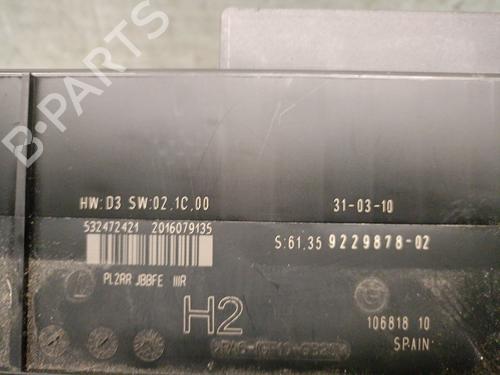 B-PARTS
HW:D3 SW:02.1C.00
31-03-10
532472421 2016079135
S:61.35 9229878-02
PL2RR JBBFE IIIR
H2
106818 10
SPAIN